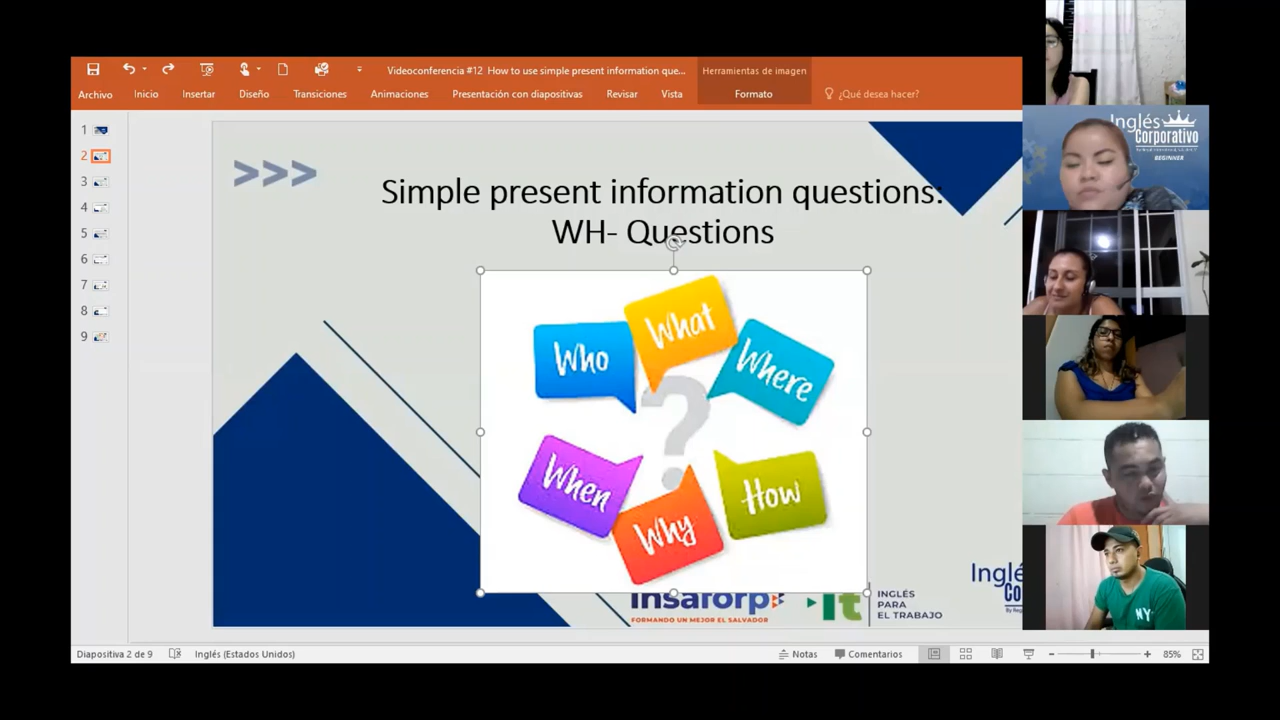 Videoconferencia #12 How to use simple present information que...
Herramientas de imagen
Archivo
Inicio
Insertar
Diseño
Transiciones
Animaciones
Presentación con diapositivas
Revisar
Vista
Formato
¿Qué desea hacer?
1
2
3
4
5
6
7
8
9
>>>
Simple present information questions:
WH- Questions
Who
What
Where
When
Why
How
?
insaforp
FORMANDO UN MEJOR EL SALVADOR
it
INGLÉS
PARA
EL TRABAJO
Inglés
Corporativo
BEGINNER
NY
Diapositiva 2 de 9
Inglés (Estados Unidos)
Notas
Comentarios
85%